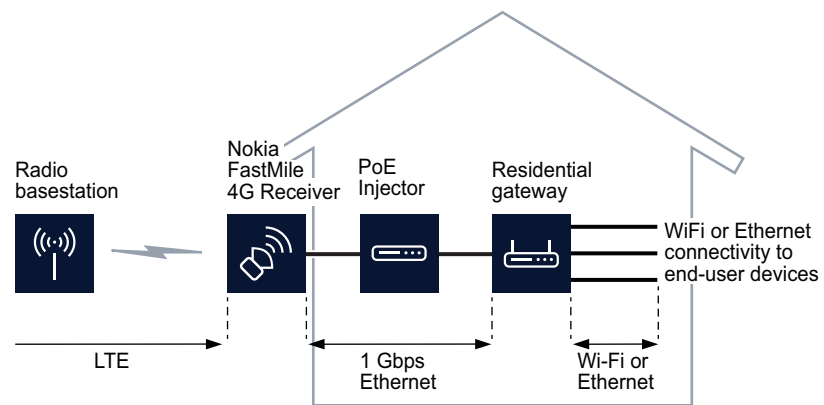 Radio
basestation
Nokia
FastMile
4G Receiver
PoE
Injector
Residential
gateway
WiFi or Ethernet
connectivity to
end-user devices
LTE
1 Gbps
Ethernet
Wi-Fi or
Ethernet